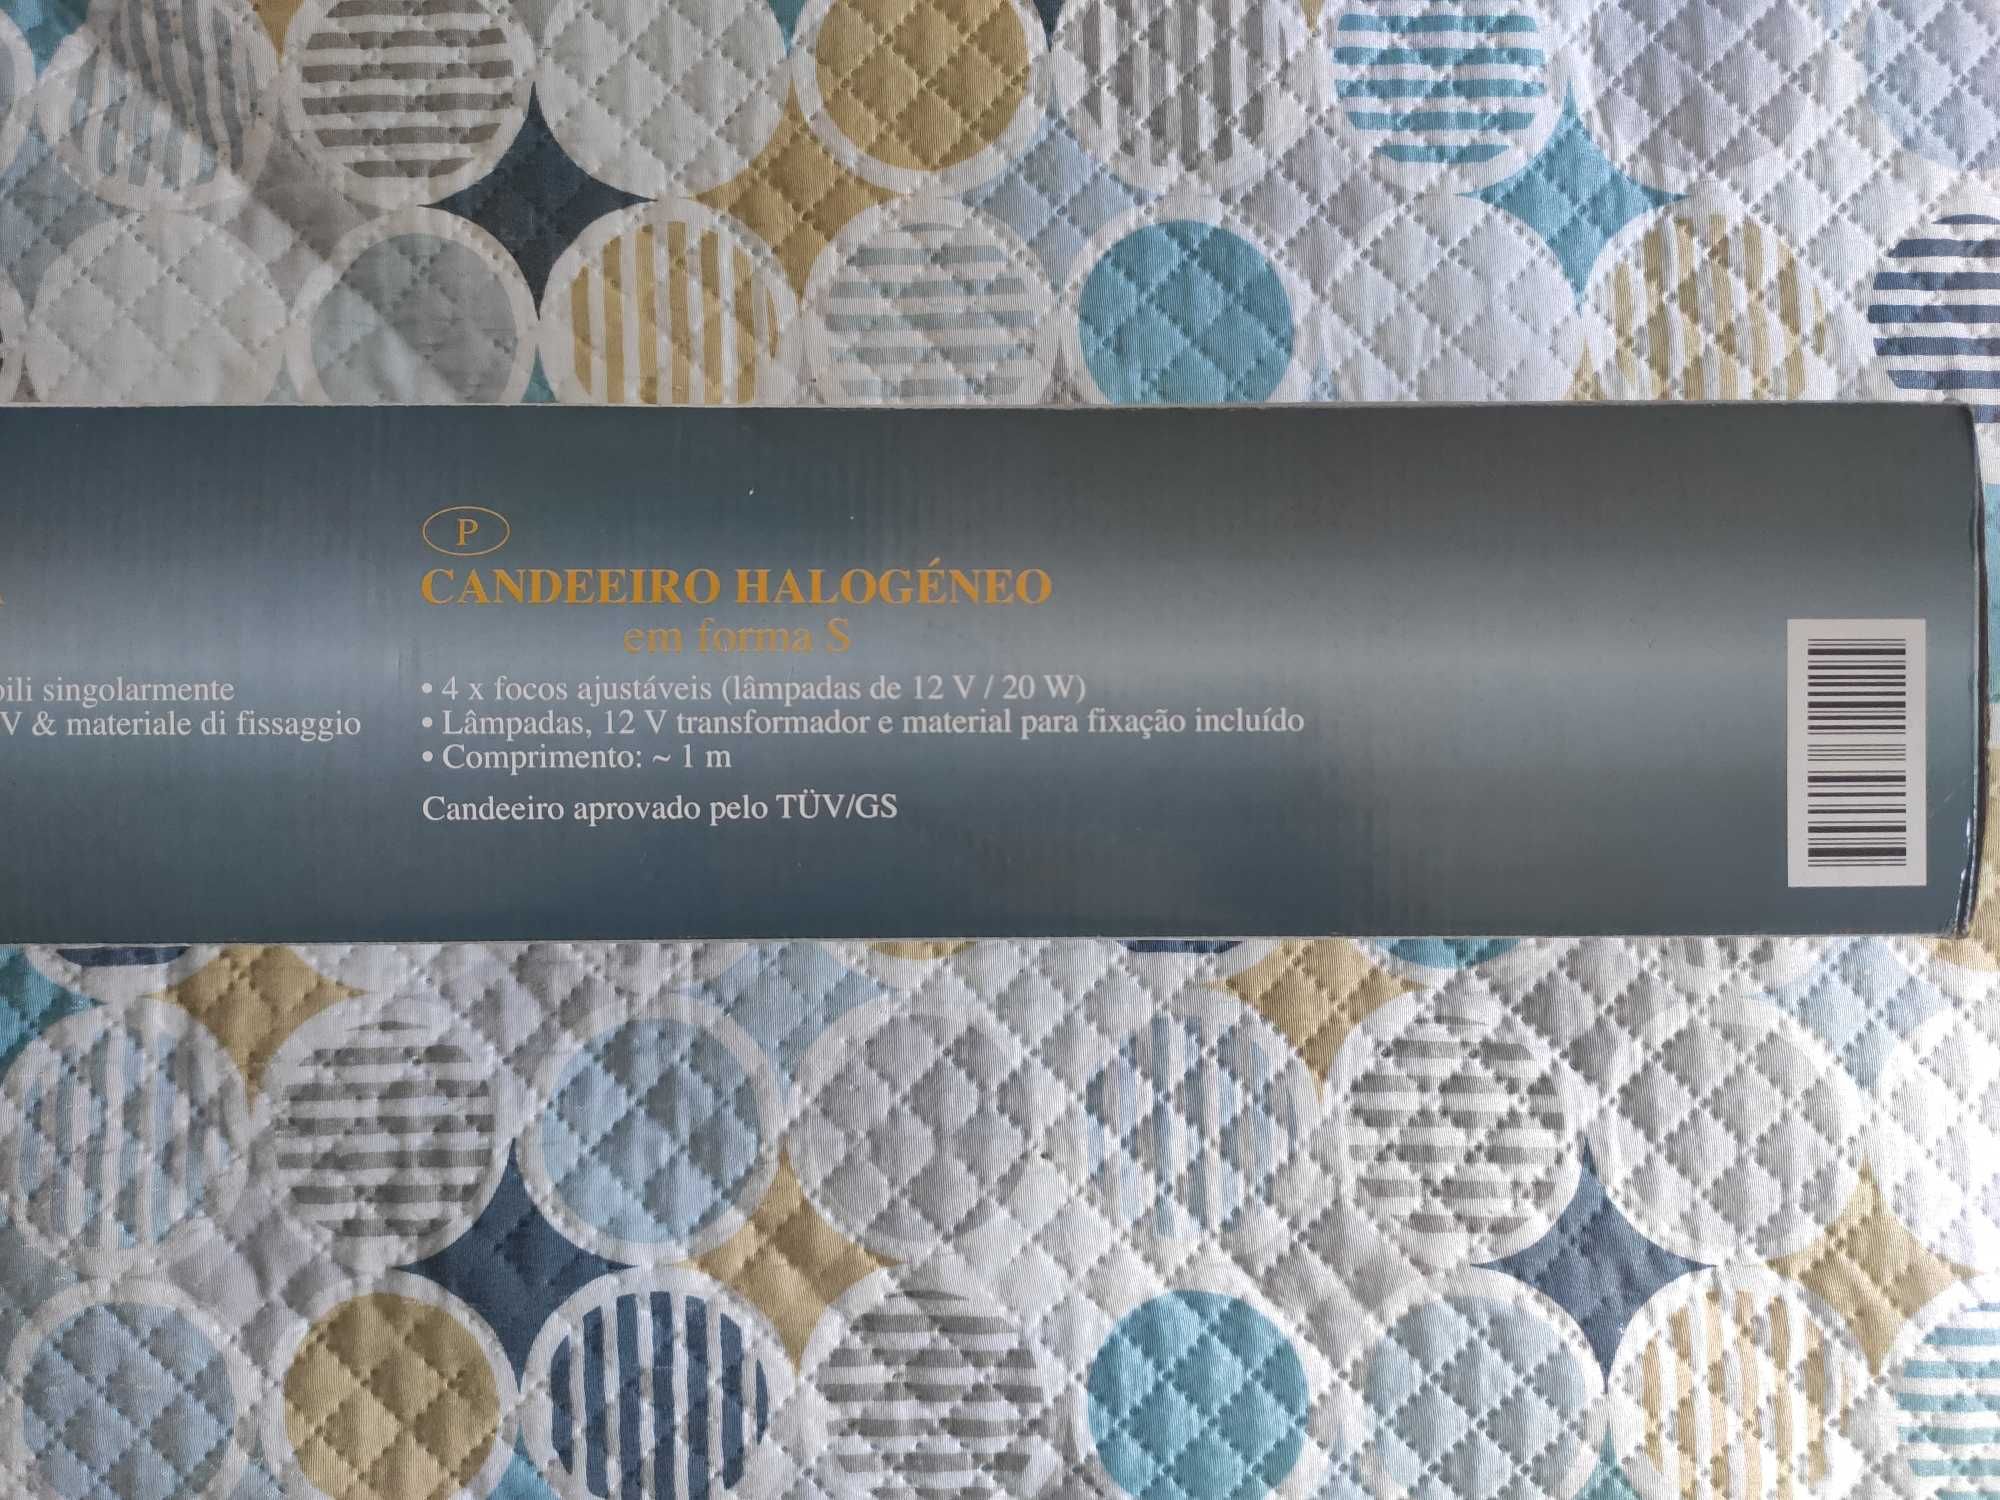 P
CANDEEIRO HALOGÉNEO
em forma S
• 4 x focos ajustáveis (lâmpadas de 12 V / 20 W)
• Lâmpadas, 12 V transformador e material para fixação incluído
• Comprimento: ~ 1 m
Candeeiro aprovado pelo TÜV/GS
singolarmente
V & materiale di fissaggio